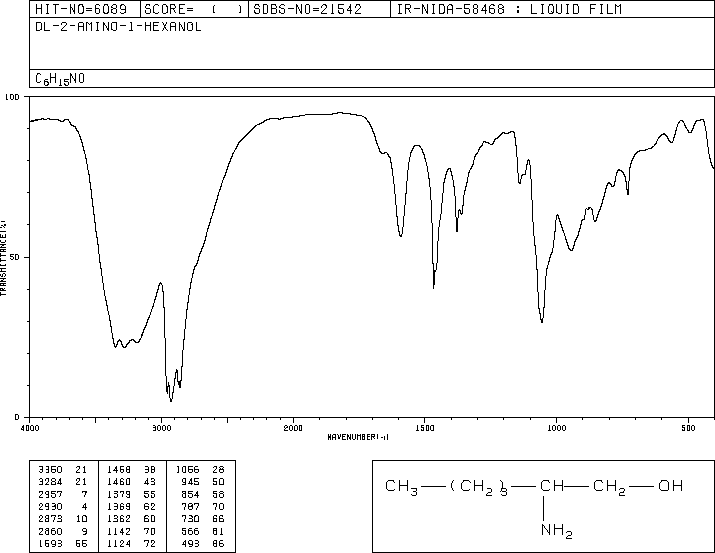 HIT-NO=6089 SCORE= ( ) SDBS-NO=21542 IR-NIDA-58468 : LIQUID FILM
DL-2-AMINO-1-HEXANOL
C6H15NO
100
50
0
TRANSMITTANCE(%)
4000 3000 2000 1500 1000 500
WAVENUMBER(-1)
3350 21 1468 38 1056 28
3284 21 1460 43 945 50
2957 7 1379 55 854 58
2930 4 1369 62 787 70
2873 10 1362 60 730 66
2860 9 1142 70 566 81
1593 55 1124 72 493 86
CH3 (CH2)3 CH CH2 OH
NH2